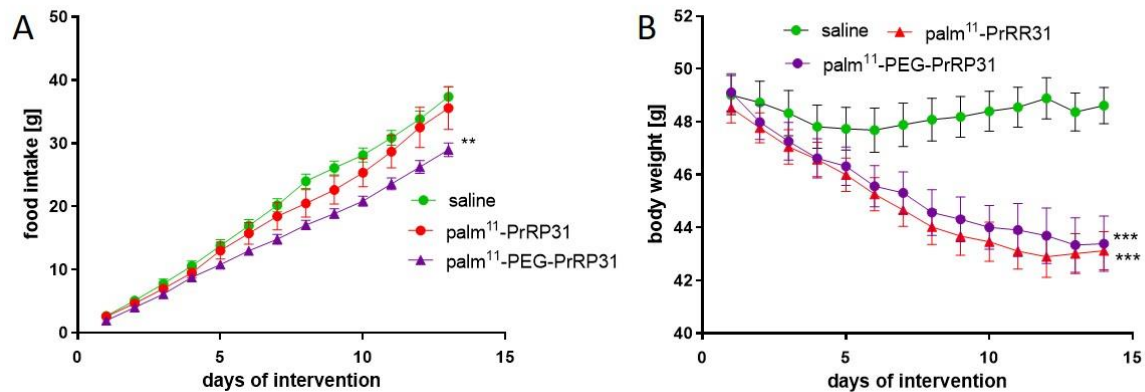 A
food intake [g]
50
40
30
20
10
0
**
saline
palm¹¹-PrRP31
palm¹¹-PEG-PrRP31
0 5 10 15
days of intervention
B
body weight [g]
52
50
48
46
44
42
40
saline palm¹¹-PrRR31
palm¹¹-PEG-PrRP31
***
***
0 5 10 15
days of intervention